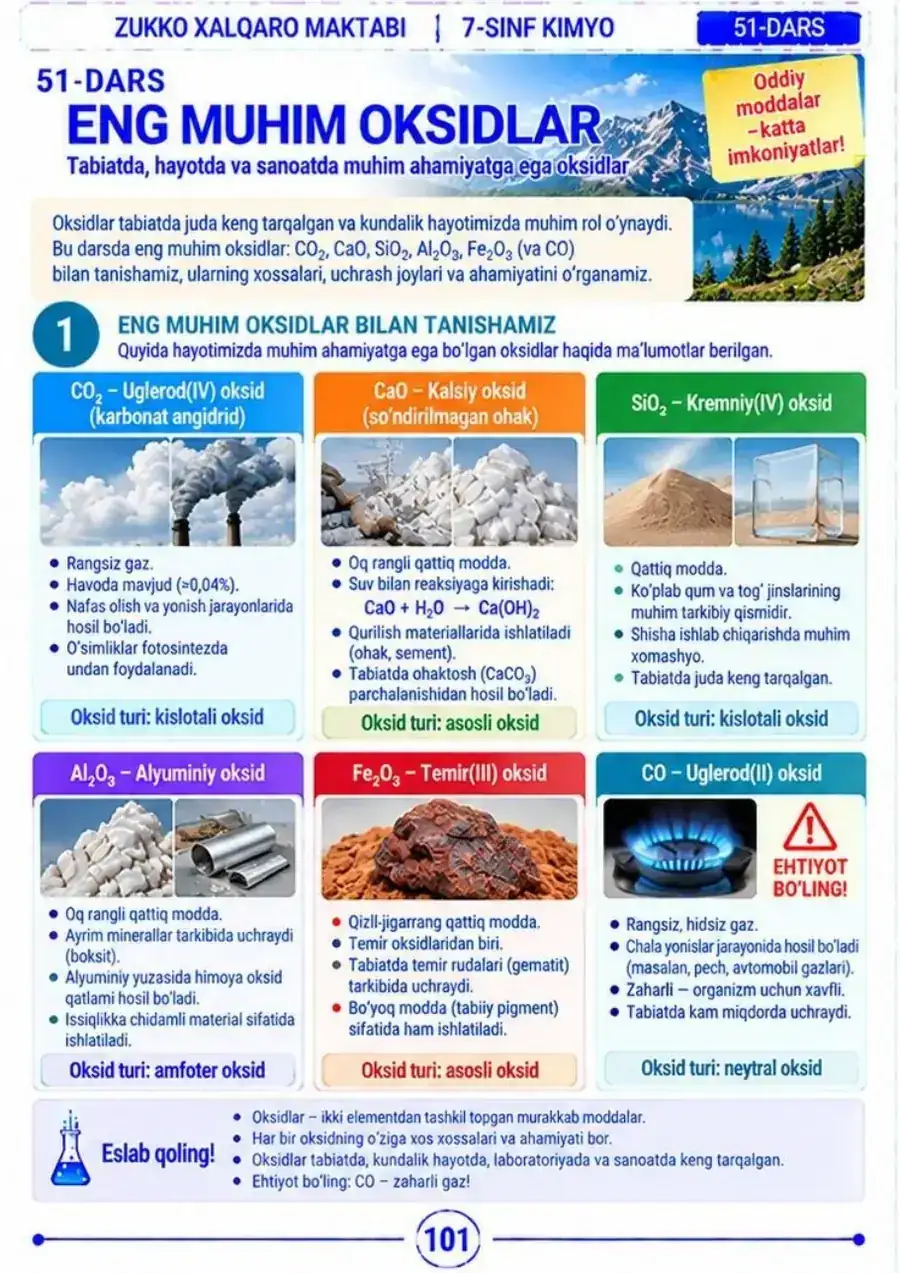 ZUKKO XALQARO MAKTABI | 7-SINF KIMYO
51-DARS
51-DARS
ENG MUHIM OKSIDLAR
Tabiatda, hayotda va sanoatda muhim ahamiyatga ega oksidlar
Oddiy
moddalar
–katta
imkoniyatlar!
Oksidlar tabiatda juda keng tarqalgan va kundalik hayotimizda muhim rol o‘ynaydi.
Bu darsda eng muhim oksidlar: CO₂, CaO, SiO₂, Al₂O₃, Fe₂O₃ (va CO)
bilan tanishamiz, ularning xossalari, uchrash joylari va ahamiyatini o‘rganamiz.
1
ENG MUHIM OKSIDLAR BILAN TANISHAMIZ
Quyida hayotimizda muhim ahamiyatga ega bo‘lgan oksidlar haqida ma’lumotlar berilgan.
CO₂ – Uglerod(IV) oksid
(karbonat angidrid)
• Rangsiz gaz.
• Havoda mavjud (≈0,04%).
• Nafas olish va yonish jarayonlarida
hosil bo‘ladi.
• O‘simliklar fotosintezda
undan foydalanadi.
Oksid turi: kislotali oksid
CaO – Kalsiy oksid
(so‘ndirilmagan ohak)
• Oq rangli qattiq modda.
• Suv bilan reaksiyaga kirishadi:
CaO + H₂O → Ca(OH)₂
• Qurilish materiallarida ishlatiladi
(ohak, sement).
• Tabiatda ohaktosh (CaCO₃)
parchalanishidan hosil bo‘ladi.
Oksid turi: asosli oksid
SiO₂ – Kremniy(IV) oksid
• Qattiq modda.
• Ko‘plab qum va tog‘ jinslarining
muhim tarkibiy qismidir.
• Shisha ishlab chiqarishda muhim
xomashyo.
• Tabiatda juda keng tarqalgan.
Oksid turi: kislotali oksid
Al₂O₃ – Alyuminiy oksid
• Oq rangli qattiq modda.
• Ayrim minerallar tarkibida uchraydi
(boksit).
• Alyuminiy yuzasida himoya oksid
qatlami hosil bo‘ladi.
• Issiqlikka chidamli material sifatida
ishlatiladi.
Oksid turi: amfoter oksid
Fe₂O₃ – Temir(III) oksid
• Qizll-jigarrang qattiq modda.
• Temir oksidlaridan biri.
• Tabiatda temir rudalari (gematit)
tarkibida uchraydi.
• Bo‘yoq modda (tabiiy pigment)
sifatida ham ishlatiladi.
Oksid turi: asosli oksid
CO – Uglerod(II) oksid
EHTIYOT
BO‘LING!
• Rangsiz, hidsiz gaz.
• Chala yonislar jarayonida hosil bo‘ladi
(masalan, pech, avtomobil gazlari).
• Zaharli — organizm uchun xavfli.
• Tabiatda kam miqdorda uchraydi.
Oksid turi: neytral oksid
Eslab qoling!
• Oksidlar – ikki elementdan tashkil topgan murakkab moddalar.
• Har bir oksidning o‘ziga xos xossalari va ahamiyati bor.
• Oksidlar tabiatda, kundalik hayotda, laboratoriyada va sanoatda keng tarqalgan.
• Ehtiyot bo‘ling: CO – zaharli gaz!
101